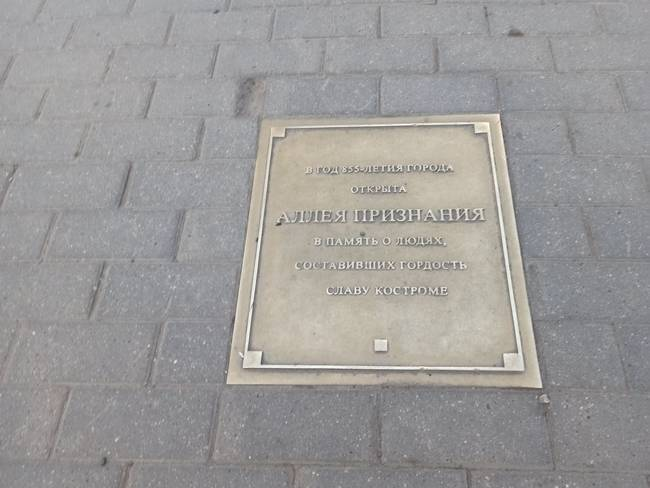 В ГОД 855-ЛЕТИЯ ГОРОДА
ОТКРЫТА
АЛЛЕЯ ПРИЗНАНИЯ
В ПАМЯТЬ О ЛЮДЯХ,
СОСТАВИВШИХ ГОРДОСТЬ
СЛАВУ КОСТРОМЕ